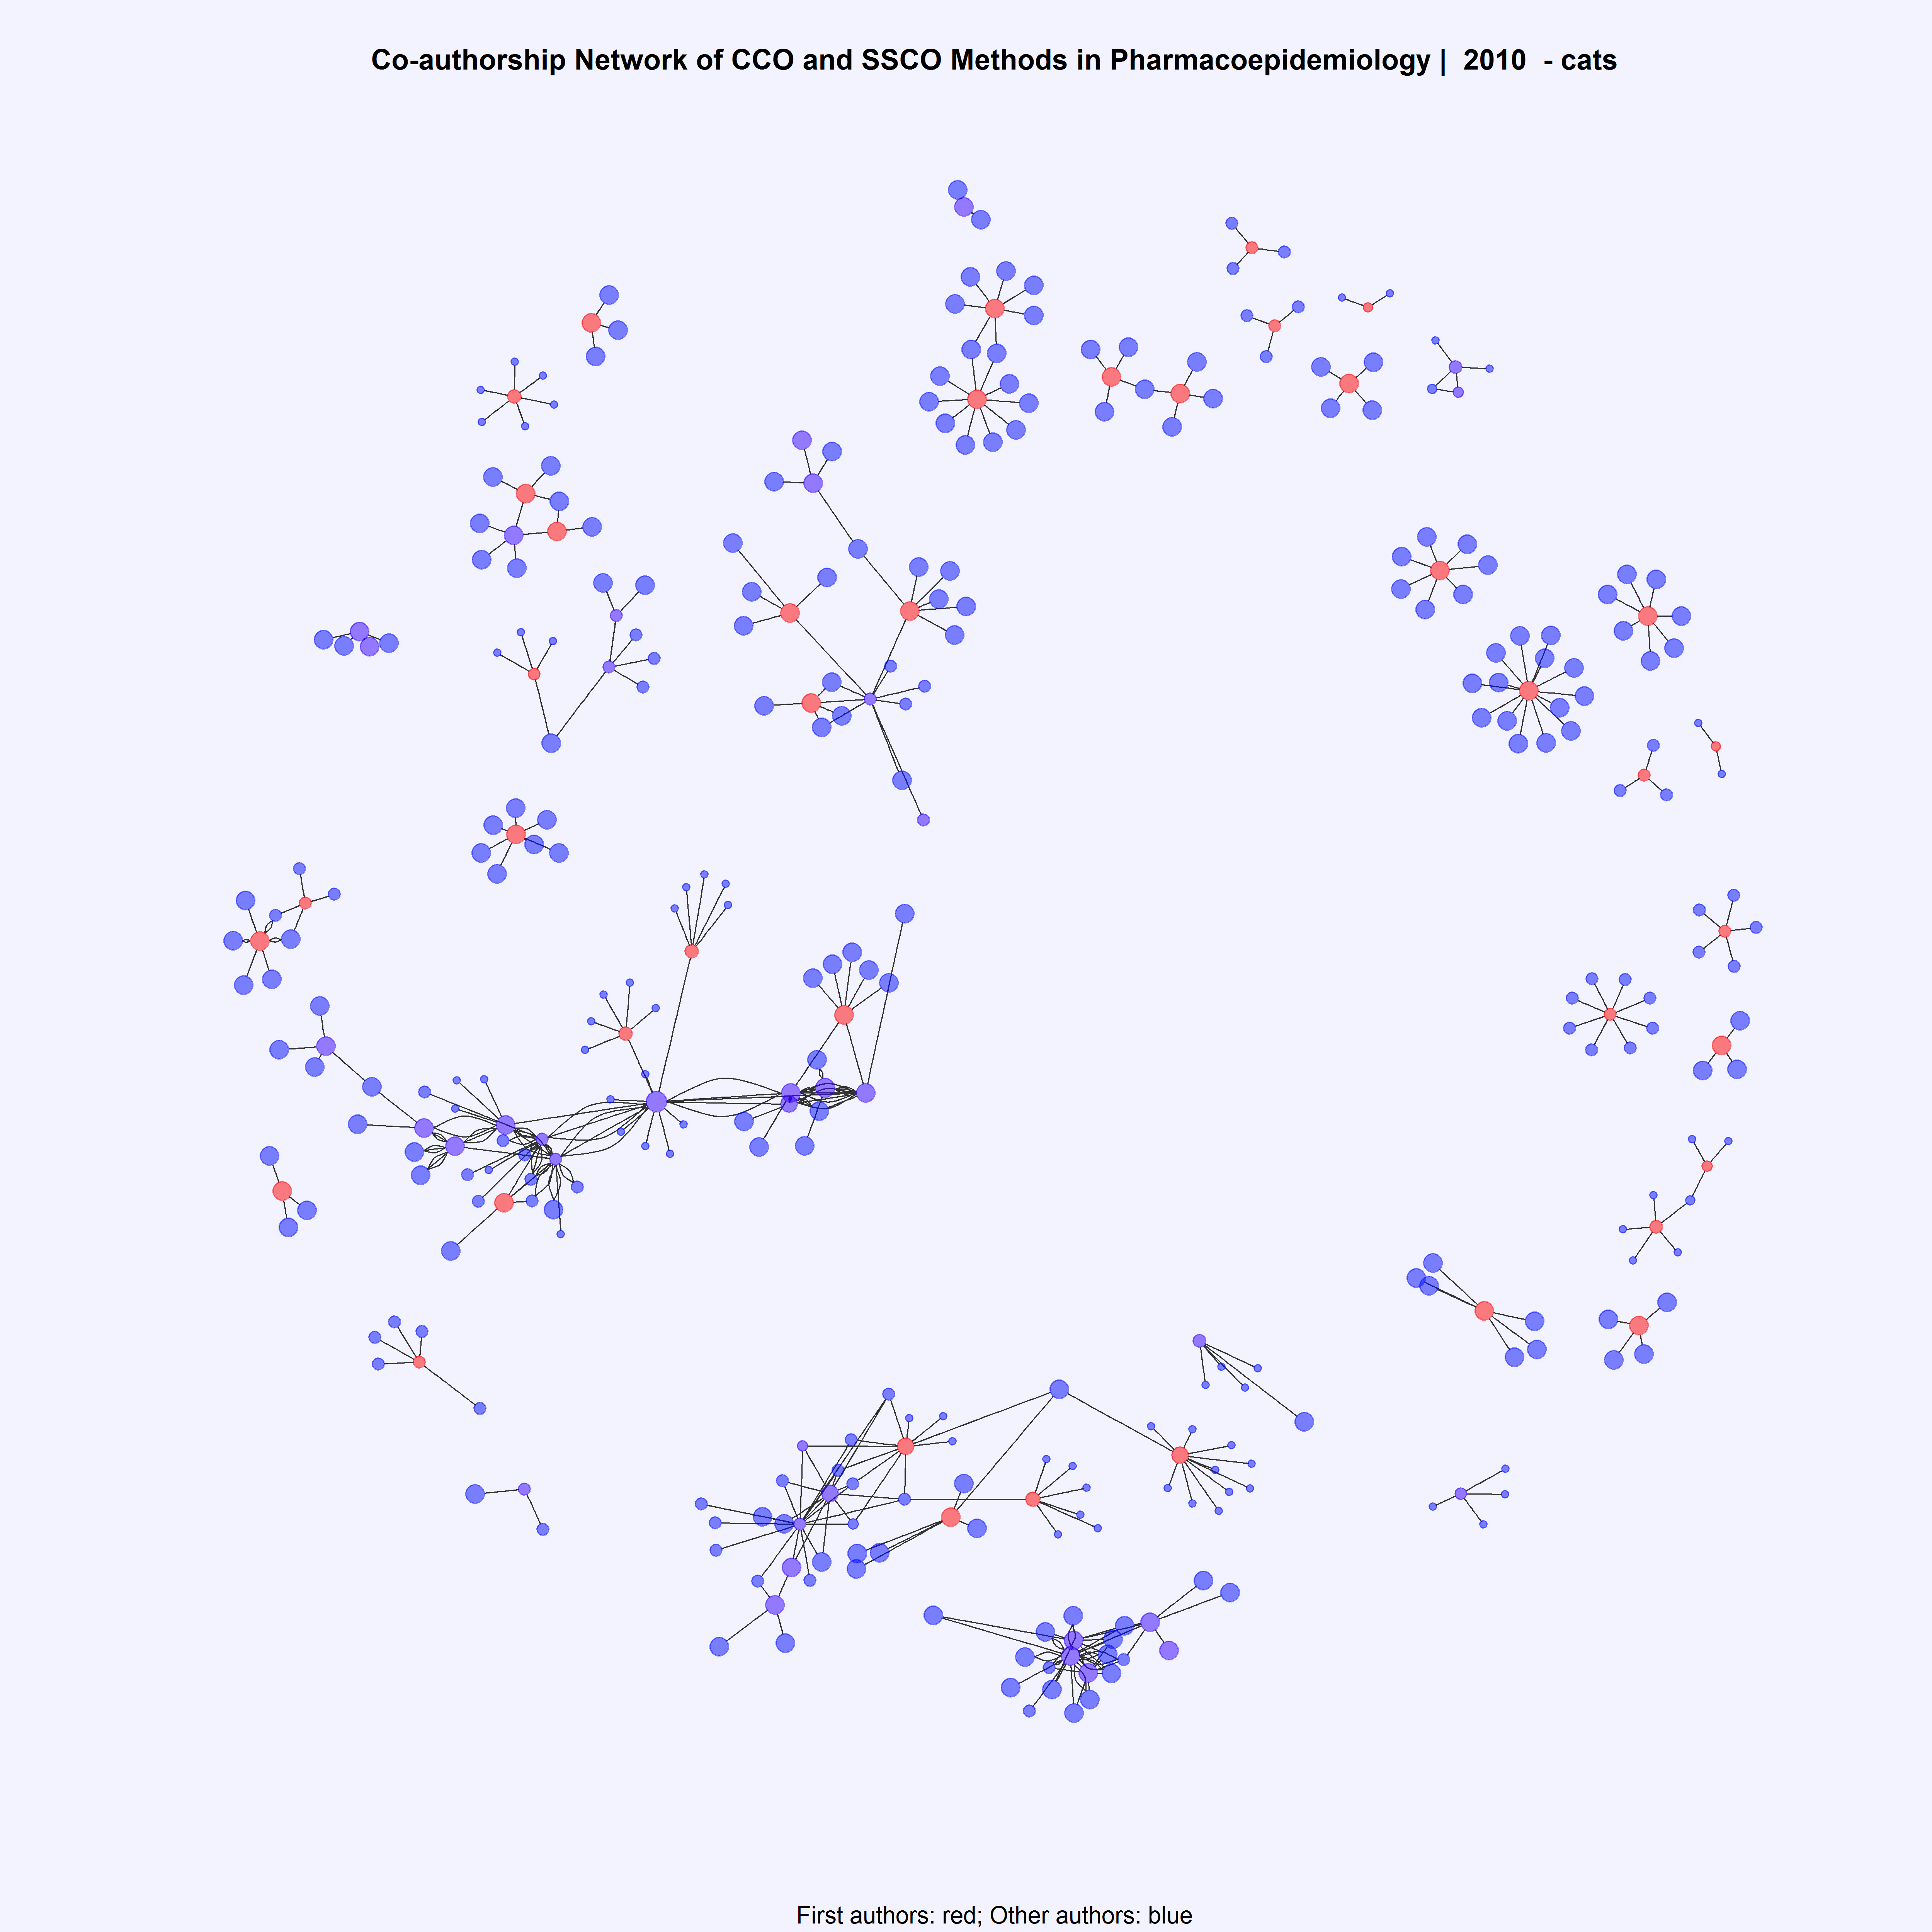 Co-authorship Network of CCO and SSCO Methods in Pharmacoepidemiology |  2010  - cats
First authors: red; Other authors: blue